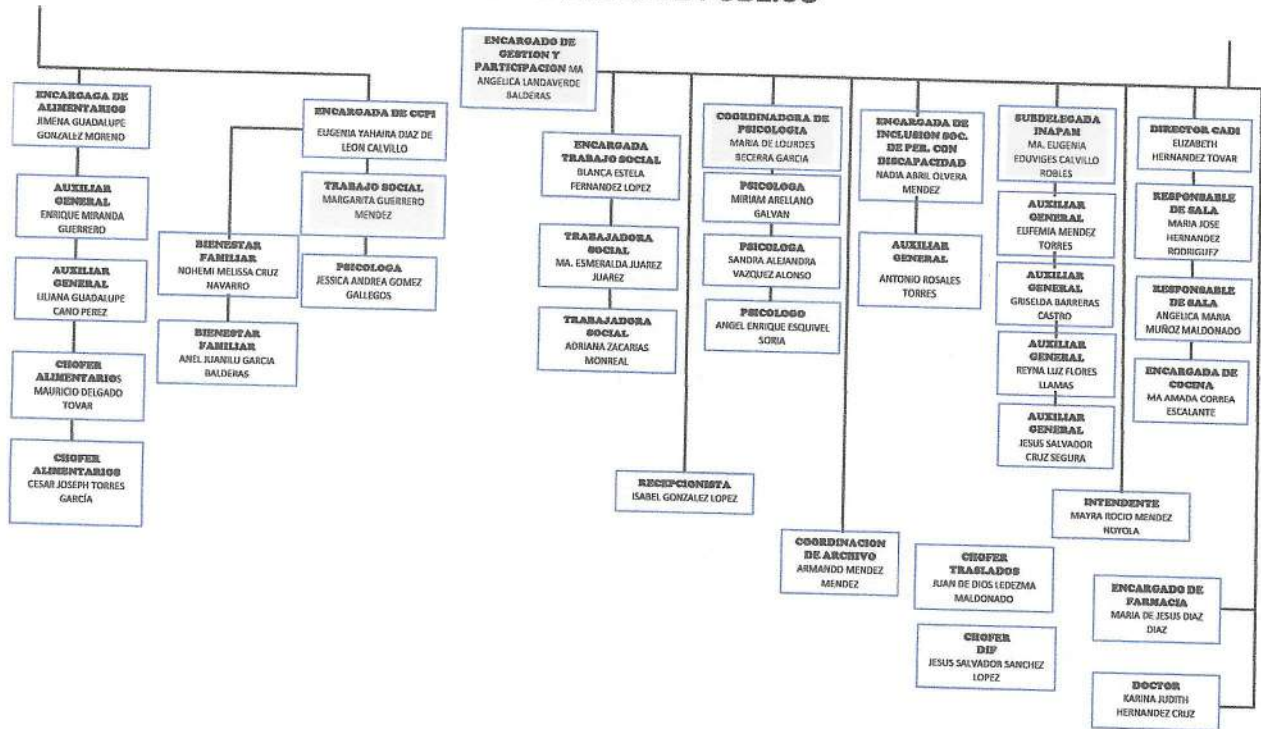 ENCARGADO DE
GESTION Y
PARTICIPACION MA
ANGELICA LANDAVERDE
BALDERAS
ENCARGAGA DE
ALIMENTARIOS
JIMENA GUADALUPE
GONZALEZ MORENO
AUXILIAR
GENERAL
ENRIQUE MIRANDA
GUERRERO
AUXILIAR
GENERAL
LILIANA GUADALUPE
CANO PEREZ
CHOFER
ALIMENTARIOS
MAURICIO DELGADO
TOVAR
CHOFER
ALIMENTARIOS
CESAR JOSEPH TORRES
GARCÍA
ENCARGADA DE CCPI
EUGENIA YAHAIRA DIAZ DE
LEON CALVILLO
TRABAJO SOCIAL
MARGARITA GUERRERO
MENDEZ
PSICOLOGA
JESSICA ANDREA GOMEZ
GALLEGOS
BIENESTAR
FAMILIAR
NOHEMI MELISSA CRUZ
NAVARRO
BIENESTAR
FAMILIAR
ANEL JUANILU GARCIA
BALDERAS
ENCARGADA
TRABAJO SOCIAL
BLANCA ESTELA
FERNANDEZ LOPEZ
TRABAJADORA
SOCIAL
MA. ESMERALDA JUAREZ
JUAREZ
TRABAJADORA
SOCIAL
ADRIANA ZACARIAS
MONREAL
RECEPCIONISTA
ISABEL GONZALEZ LOPEZ
COORDINADORA DE
PSICOLOGIA
MARIA DE LOURDES
BECERRA GARCIA
PSICOLOGA
MIRIAM ARELLANO
GALVAN
PSICOLOGA
SANDRA ALEJANDRA
VAZQUEZ ALONSO
PSICOLOGO
ANGEL ENRIQUE ESQUIVEL
SORIA
COORDINACION
DE ARCHIVO
ARMANDO MENDEZ
MENDEZ
ENCARGADA DE
INCLUSION SOC.
DE PER. CON
DISCAPACIDAD
NADIA ABRIL OLVERA
MENDEZ
AUXILIAR
GENERAL
ANTONIO ROSALES
TORRES
CHOFER
TRASLADOS
JUAN DE DIOS LEDEZMA
MALDONADO
CHOFER
DIF
JESUS SALVADOR SANCHEZ
LOPEZ
SUBDELEGADA
INAPAM
MA. EUGENIA
EDUVIGES CALVILLO
ROBLES
AUXILIAR
GENERAL
EUFEMIA MENDEZ
TORRES
AUXILIAR
GENERAL
GRISELDA BARRERAS
CASTRO
AUXILIAR
GENERAL
REYNA LUZ FLORES
LLAMAS
AUXILIAR
GENERAL
JESUS SALVADOR
CRUZ SEGURA
INTENDENTE
MAYRA ROCIO MENDEZ
NOYOLA
DIRECTOR CADI
ELIZABETH
HERNANDEZ TOVAR
RESPONSABLE
DE SALA
MARIA JOSE
HERNANDEZ
RODRIGUEZ
RESPONSABLE
DE SALA
ANGELICA MARIA
MUÑOZ MALDONADO
ENCARGADA DE
COCINA
MA AMADA CORREA
ESCALANTE
ENCARGADO DE
FARMACIA
MARIA DE JESUS DIAZ
DIAZ
DOCTOR
KARINA JUDITH
HERNANDEZ CRUZ